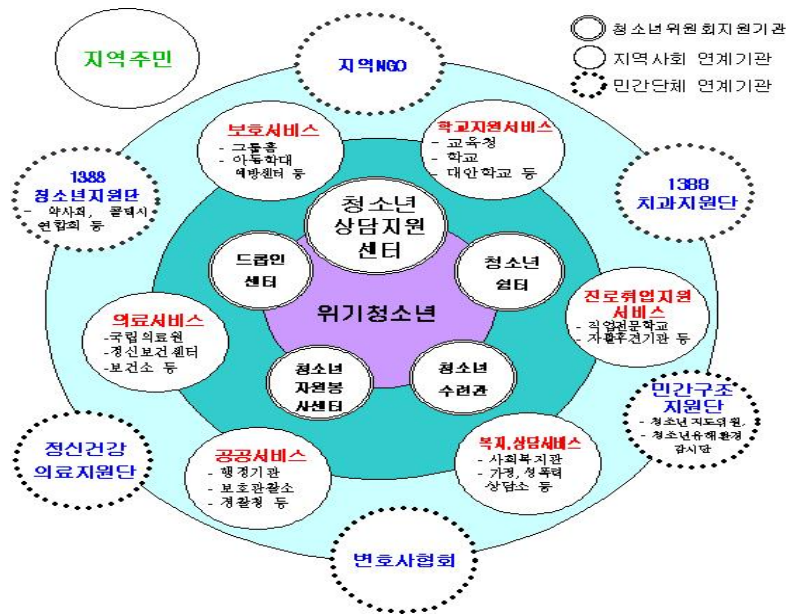 청소년위원회지원기관
지역사회 연계기관
민간단체 연계기관
지역주민
지역NGO
보호서비스
- 그룹홈
- 아동학대
예방센터 등
학교지원서비스
- 교육청
- 학교
- 대안학교 등
1388
청소년지원단
- 약사회, 콜택시
연합회 등
1388
치과지원단
청소년
상담지원
센터
드롭인
센터
청소년
쉼터
위기청소년
의료서비스
-국립의료원
-정신보건센터
-보건소 등
진로취업지원
서비스
- 직업전문학교
- 자활후견기관 등
청소년
자원봉
사센터
청소년
수련관
민간구조
지원단
- 청소년지도위원,
- 청소년유해환경
감시단
정신건강
의료지원단
공공서비스
- 행정기관
- 보호관찰소
- 경찰청 등
복지,상담서비스
- 사회복지관
- 가정,성폭력
상담소 등
변호사협회